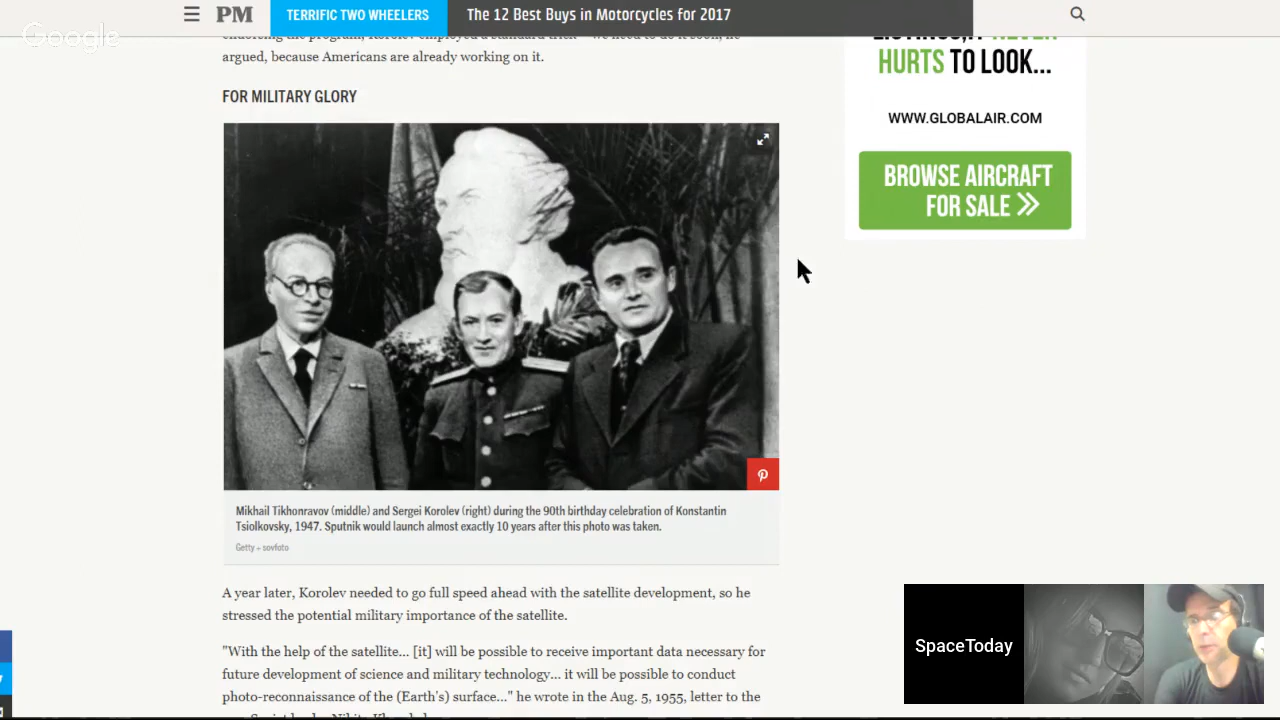 Google
PM
TERRIFIC TWO WHEELERS
The 12 Best Buys in Motorcycles for 2017
argued, because Americans are already working on it.
FOR MILITARY GLORY
HURTS TO LOOK...
WWW.GLOBALAIR.COM
BROWSE AIRCRAFT
FOR SALE
Mikhail Tikhonravov (middle) and Sergei Korolev (right) during the 90th birthday celebration of Konstantin
Tsiolkovsky, 1947. Sputnik would launch almost exactly 10 years after this photo was taken.
Getty + sovfoto
A year later, Korolev needed to go full speed ahead with the satellite development, so he
stressed the potential military importance of the satellite.
"With the help of the satellite... [it] will be possible to receive important data necessary for
future development of science and military technology... it will be possible to conduct
photo-reconnaissance of the (Earth's) surface..." he wrote in the Aug. 5, 1955, letter to the
SpaceToday